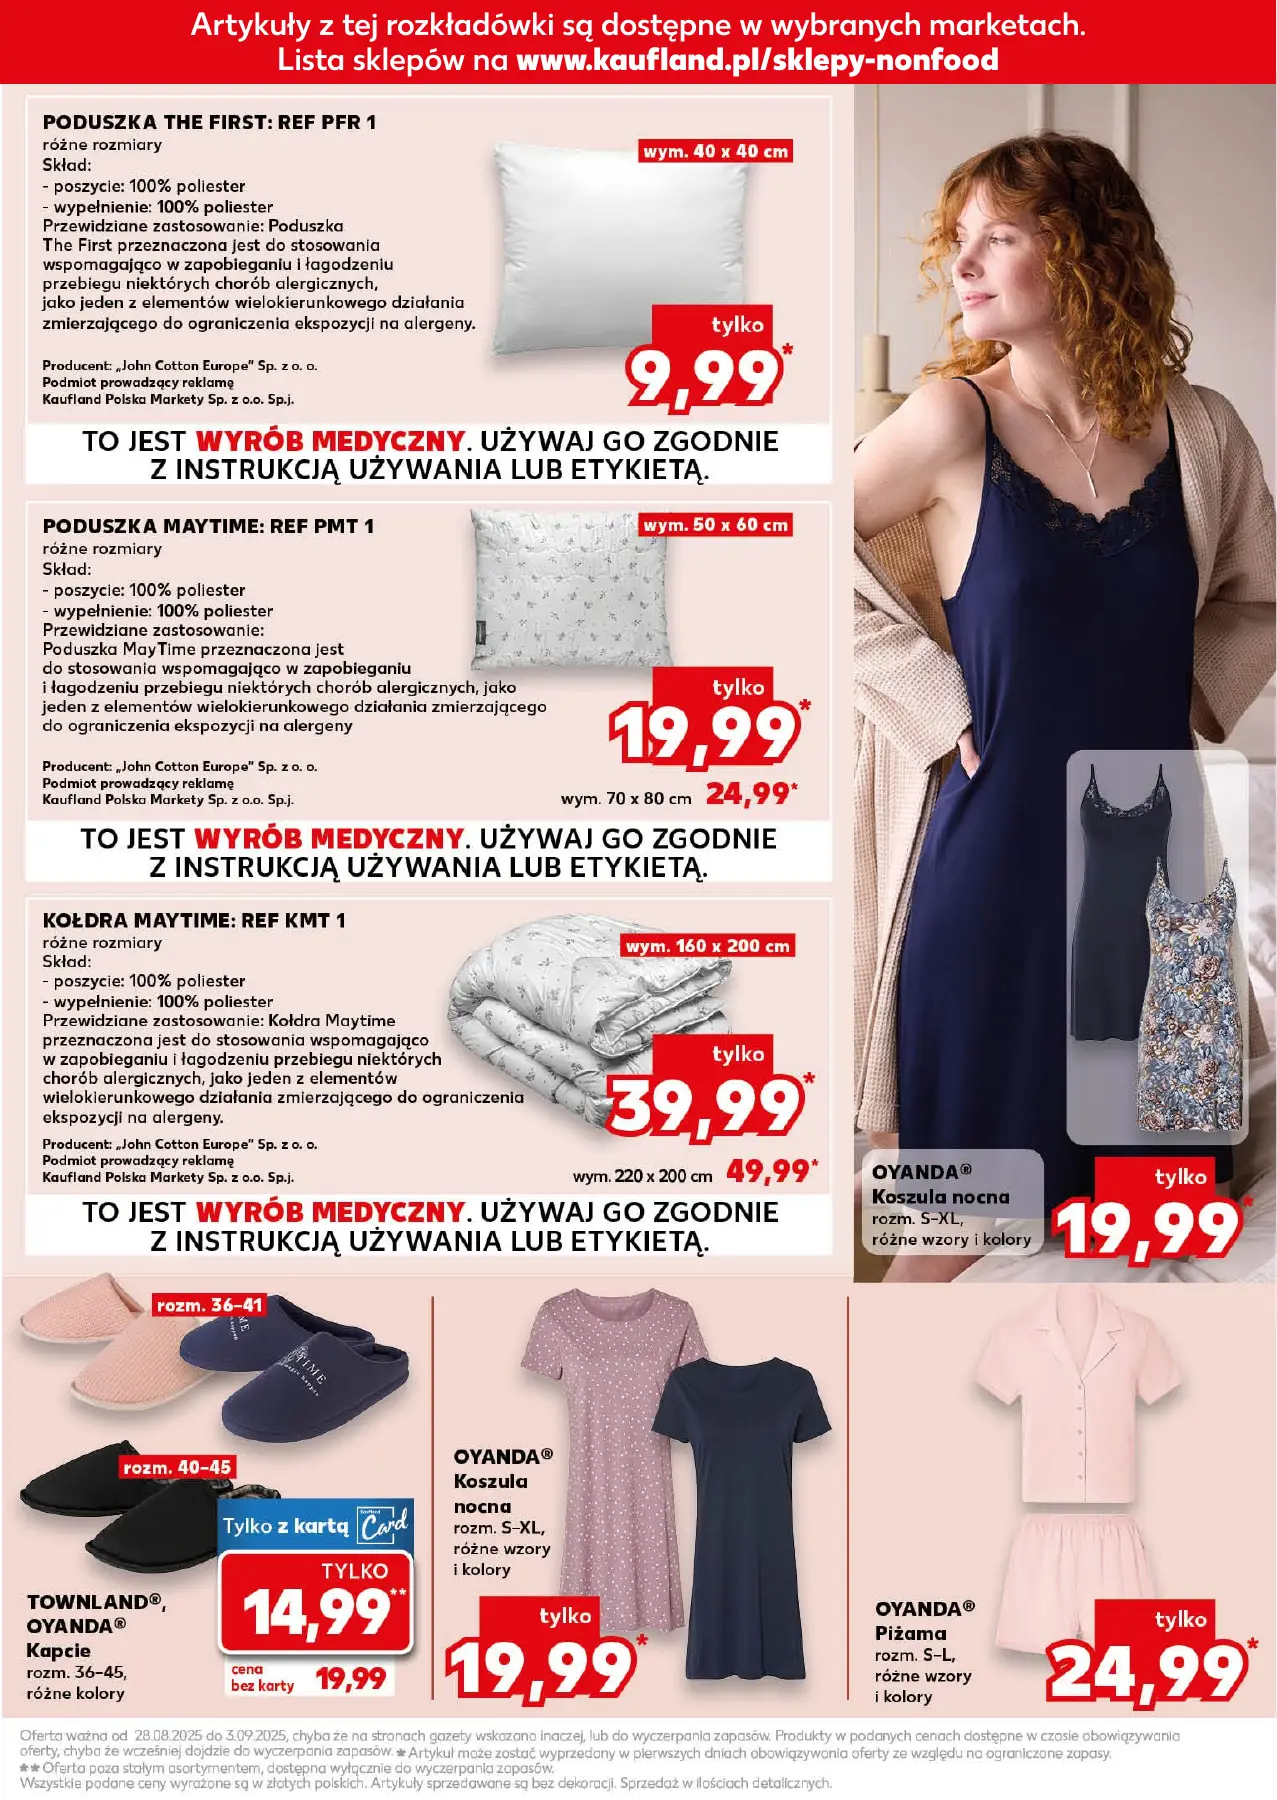 Artykuły z tej rozkładówki są dostępne w wybranych marketach.
Lista sklepów na www.kaufland.pl/sklepy-nonfood
PODUSZKA THE FIRST: REF PFR 1
różne rozmiary
Skład:
- poszycie: 100% poliester
- wypełnienie: 100% poliester
Przewidziane zastosowanie: Poduszka
The First przeznaczona jest do stosowania
wspomagająco w zapobieganiu i łagodzeniu
przebiegu niektórych chorób alergicznych,
jako jeden z elementów wielokierunkowego działania
zmierzającego do ograniczenia ekspozycji na alergeny.
Producent: „John Cotton Europe” Sp. z o. o.
Podmiot prowadzący reklamę
Kaufland Polska Markety Sp. z o.o. Sp.j.
wym. 40 x 40 cm
tylko
9,99*
TO JEST WYRÓB MEDYCZNY. UŻYWAJ GO ZGODNIE
Z INSTRUKCJĄ UŻYWANIA LUB ETYKIETĄ.
PODUSZKA MAYTIME: REF PMT 1
różne rozmiary
Skład:
- poszycie: 100% poliester
- wypełnienie: 100% poliester
Przewidziane zastosowanie:
Poduszka MayTime przeznaczona jest
do stosowania wspomagająco w zapobieganiu
i łagodzeniu przebiegu niektórych chorób alergicznych, jako
jeden z elementów wielokierunkowego działania zmierzającego
do ograniczenia ekspozycji na alergeny
Producent: „John Cotton Europe” Sp. z o. o.
Podmiot prowadzący reklamę
Kaufland Polska Markety Sp. z o.o. Sp.j.
wym. 50 x 60 cm
tylko
19,99*
wym. 70 x 80 cm 24,99*
TO JEST WYRÓB MEDYCZNY. UŻYWAJ GO ZGODNIE
Z INSTRUKCJĄ UŻYWANIA LUB ETYKIETĄ.
KOŁDRA MAYTIME: REF KMT 1
różne rozmiary
Skład:
- poszycie: 100% poliester
- wypełnienie: 100% poliester
Przewidziane zastosowanie: Kołdra Maytime
przeznaczona jest do stosowania wspomagająco
w zapobieganiu i łagodzeniu przebiegu niektórych
chorób alergicznych, jako jeden z elementów
wielokierunkowego działania zmierzającego do ograniczenia
ekspozycji na alergeny.
Producent: „John Cotton Europe” Sp. z o. o.
Podmiot prowadzący reklamę
Kaufland Polska Markety Sp. z o.o. Sp.j.
wym. 160 x 200 cm
tylko
39,99*
wym. 220 x 200 cm 49,99*
TO JEST WYRÓB MEDYCZNY. UŻYWAJ GO ZGODNIE
Z INSTRUKCJĄ UŻYWANIA LUB ETYKIETĄ.
OYANDA®
Koszula nocna
rozm. S–XL,
różne wzory i kolory
tylko
19,99*
rozm. 36–41
rozm. 40–45
Tylko z kartą
Kaufland
Card
TYLKO
14,99**
cena
bez karty 19,99
TOWNLAND®,
OYANDA®
Kapcie
rozm. 36–45,
różne kolory
OYANDA®
Koszula
nocna
rozm. S–XL,
różne wzory
i kolory
tylko
19,99*
OYANDA®
Piżama
rozm. S–L,
różne wzory
i kolory
tylko
24,99*
Oferta ważna od 28.08.2025 do 3.09.2025, chyba że na stronach gazety wskazano inaczej, lub do wyczerpania zapasów. Produkty w podanych cenach dostępne w czasie obowiązywania
oferty, chyba że wcześniej dojdzie do wyczerpania zapasów. * Artykuł może zostać wyprzedany w pierwszych dniach obowiązywania oferty ze względu na ograniczone zapasy.
** Oferta poza stałym asortymentem, dostępna wyłącznie do wyczerpania zapasów.
Wszystkie podane ceny wyrażone są w złotych polskich. Artykuły sprzedawane są bez dekoracji. Sprzedaż w ilościach detalicznych.